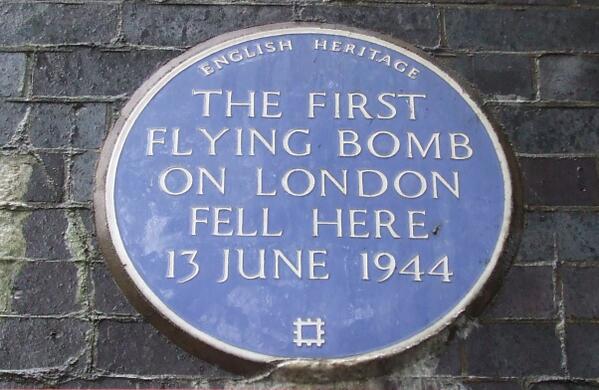 ENGLISH HERITAGE
THE FIRST
FLYING BOMB
ON LONDON
FELL HERE
13 JUNE 1944